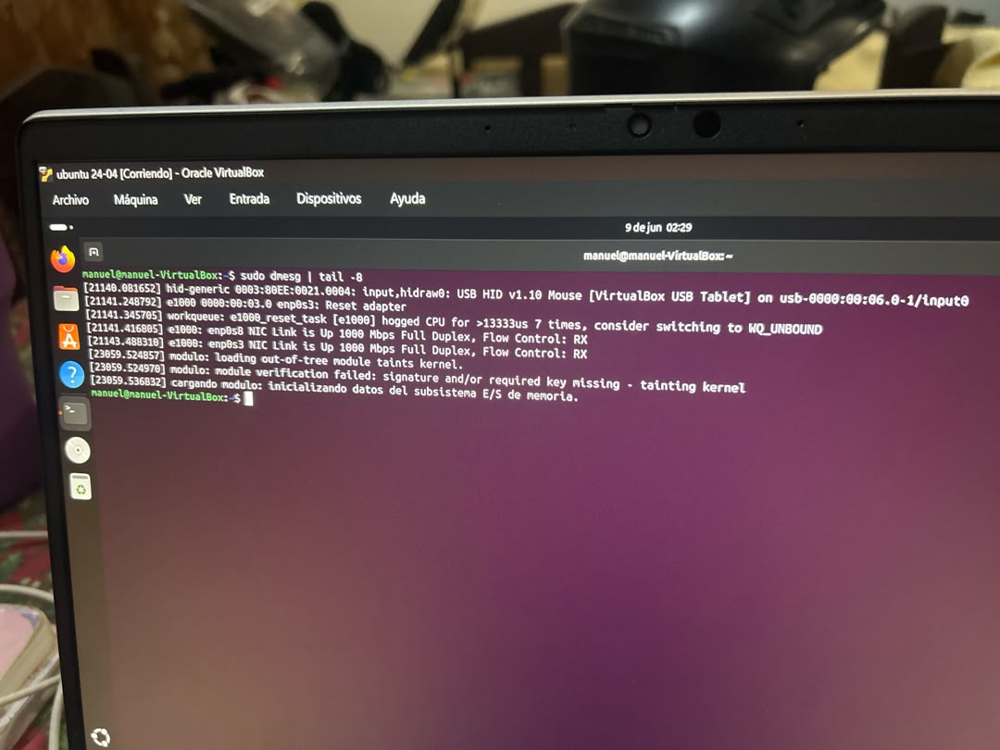 ubuntu 24-04 [Corriendo] - Oracle VirtualBox
Archivo Máquina Ver Entrada Dispositivos Ayuda
9 de jun 02:29
manuel@manuel-VirtualBox: ~
manuel@manuel-VirtualBox:~$ sudo dmesg | tail -8
[21140.081652] hid-generic 0003:80EE:0021.0004: input,hidraw0: USB HID v1.10 Mouse [VirtualBox USB Tablet] on usb-0000:00:06.0-1/input0
[21141.248792] e1000 0000:00:03.0 enp0s3: Reset adapter
[21141.345705] workqueue: e1000_reset_task [e1000] hogged CPU for >13333us 7 times, consider switching to WQ_UNBOUND
[21141.416805] e1000: enp0s8 NIC Link is Up 1000 Mbps Full Duplex, Flow Control: RX
[21143.488310] e1000: enp0s3 NIC Link is Up 1000 Mbps Full Duplex, Flow Control: RX
[23059.524857] modulo: loading out-of-tree module taints kernel.
[23059.524970] modulo: module verification failed: signature and/or required key missing - tainting kernel
[23059.536832] cargando modulo: inicializando datos del subsistema E/S de memoria.
manuel@manuel-VirtualBox:~$